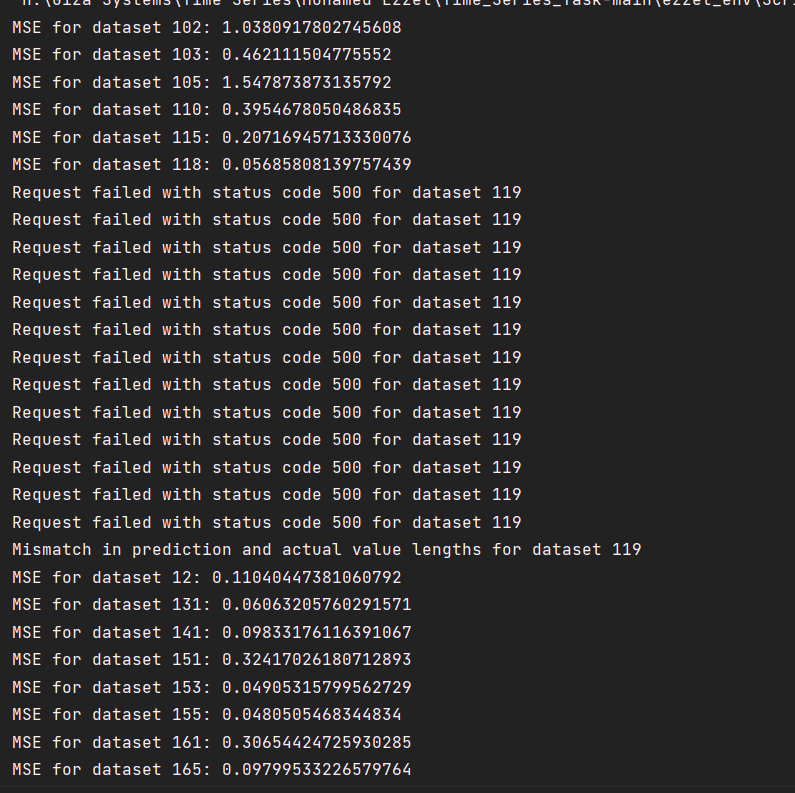 MSE for dataset 102: 1.0380917802745608
MSE for dataset 103: 0.462111504775552
MSE for dataset 105: 1.547873873135792
MSE for dataset 110: 0.3954678050486835
MSE for dataset 115: 0.20716945713330076
MSE for dataset 118: 0.05685808139757439
Request failed with status code 500 for dataset 119
Request failed with status code 500 for dataset 119
Request failed with status code 500 for dataset 119
Request failed with status code 500 for dataset 119
Request failed with status code 500 for dataset 119
Request failed with status code 500 for dataset 119
Request failed with status code 500 for dataset 119
Request failed with status code 500 for dataset 119
Request failed with status code 500 for dataset 119
Request failed with status code 500 for dataset 119
Request failed with status code 500 for dataset 119
Request failed with status code 500 for dataset 119
Request failed with status code 500 for dataset 119
Mismatch in prediction and actual value lengths for dataset 119
MSE for dataset 12: 0.11040447381060792
MSE for dataset 131: 0.06063205760291571
MSE for dataset 141: 0.09833176116391067
MSE for dataset 151: 0.32417026180712893
MSE for dataset 153: 0.04905315799562729
MSE for dataset 155: 0.0480505468344834
MSE for dataset 161: 0.30654424725930285
MSE for dataset 165: 0.09799533226579764